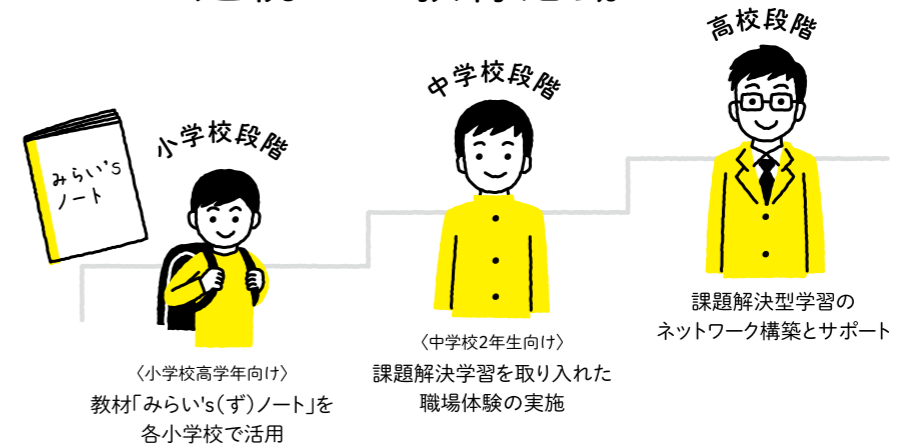 みらい's
ノート
小学校段階
〈小学校高学年向け〉
教材「みらい's(ず)ノート」を
各小学校で活用
中学校段階
〈中学校2年生向け〉
課題解決学習を取り入れた
職場体験の実施
高校段階
課題解決型学習の
ネットワーク構築とサポート